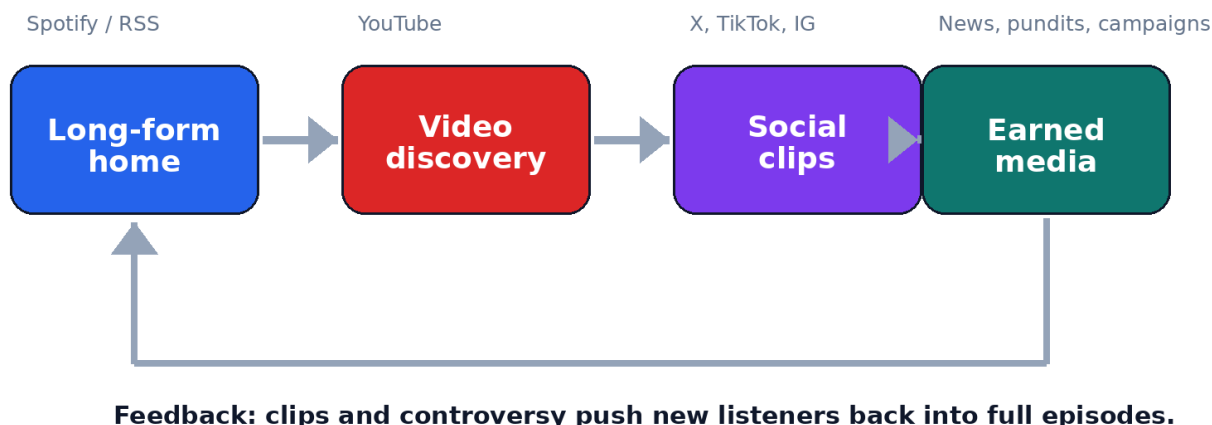 Spotify / RSS
YouTube
X, TikTok, IG
News, pundits, campaigns
Long-form
home
Video
discovery
Social
clips
Earned
media
Feedback: clips and controversy push new listeners back into full episodes.